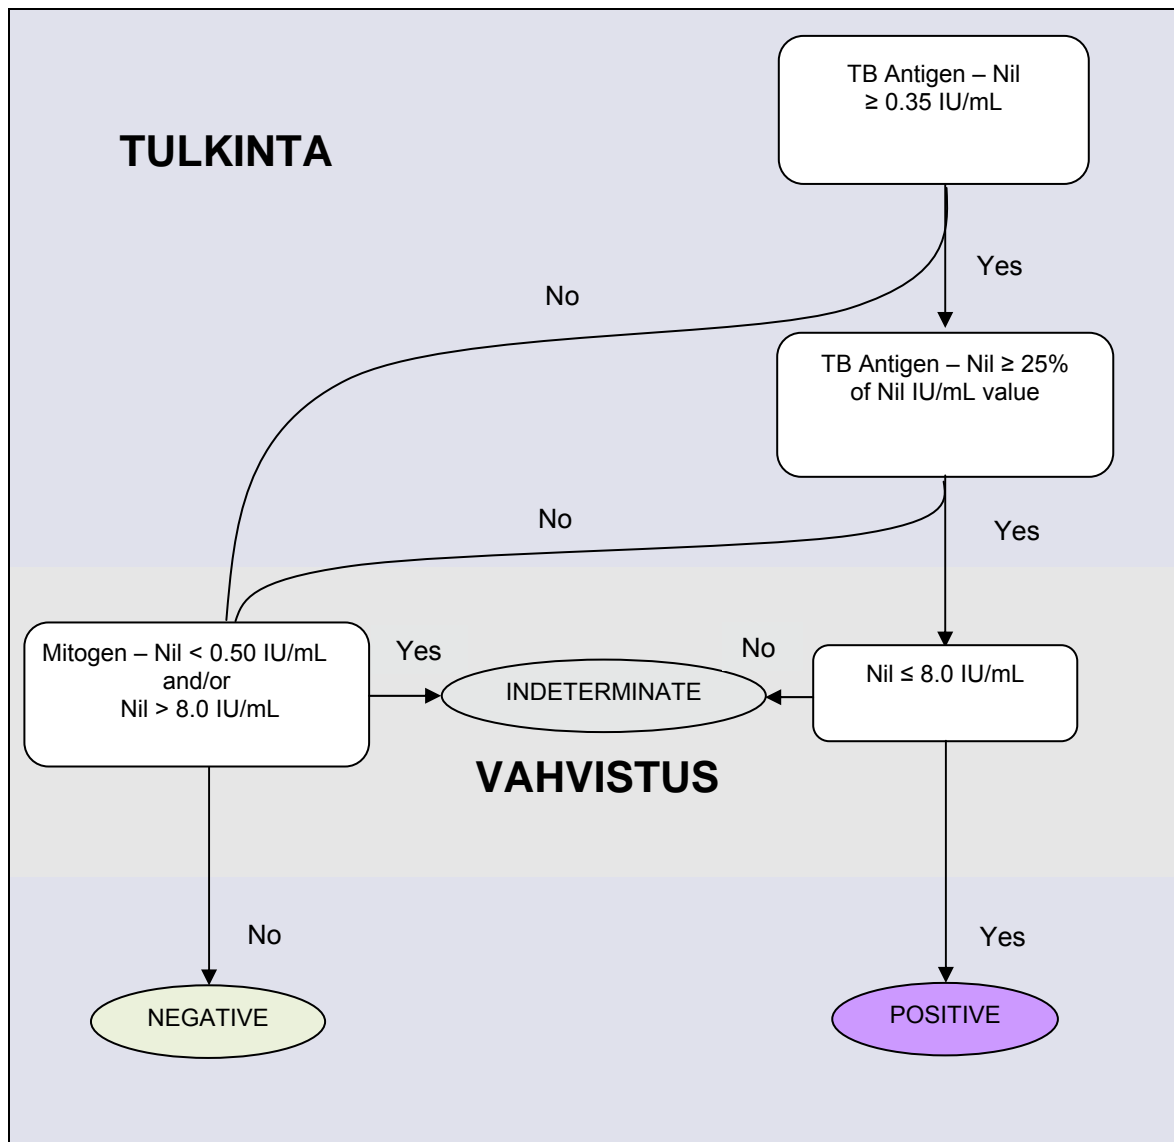 TB Antigen – Nil
≥ 0.35 IU/mL
TULKINTA
Yes
No
TB Antigen – Nil ≥ 25%
of Nil IU/mL value
No
Yes
Mitogen – Nil < 0.50 IU/mL
and/or
Nil > 8.0 IU/mL
Yes
INDETERMINATE
No
Nil ≤ 8.0 IU/mL
VAHVISTUS
No
Yes
NEGATIVE
POSITIVE